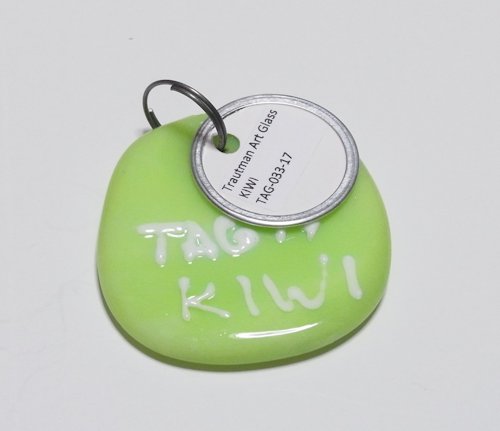 Trautman Art Glass
KIWI
TAG-033-17
TAG
KIWI